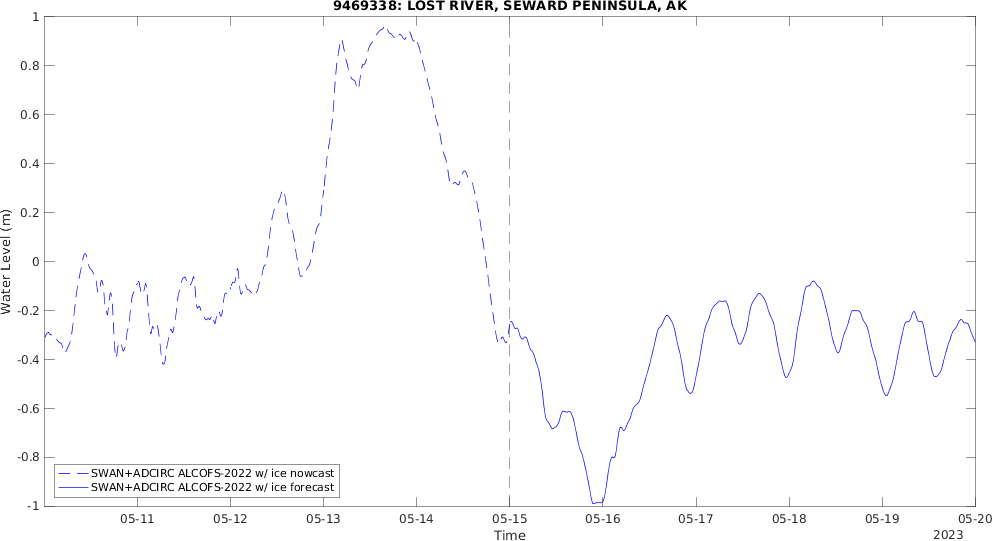 9469338: LOST RIVER, SEWARD PENINSULA, AK
1
0.8
0.6
0.4
0.2
0
-0.2
-0.4
-0.6
-0.8
-1
Water Level (m)
SWAN+ADCIRC ALCOFS-2022 w/ ice nowcast
SWAN+ADCIRC ALCOFS-2022 w/ ice forecast
05-11 05-12 05-13 05-14 05-15 05-16 05-17 05-18 05-19 05-20
Time
2023